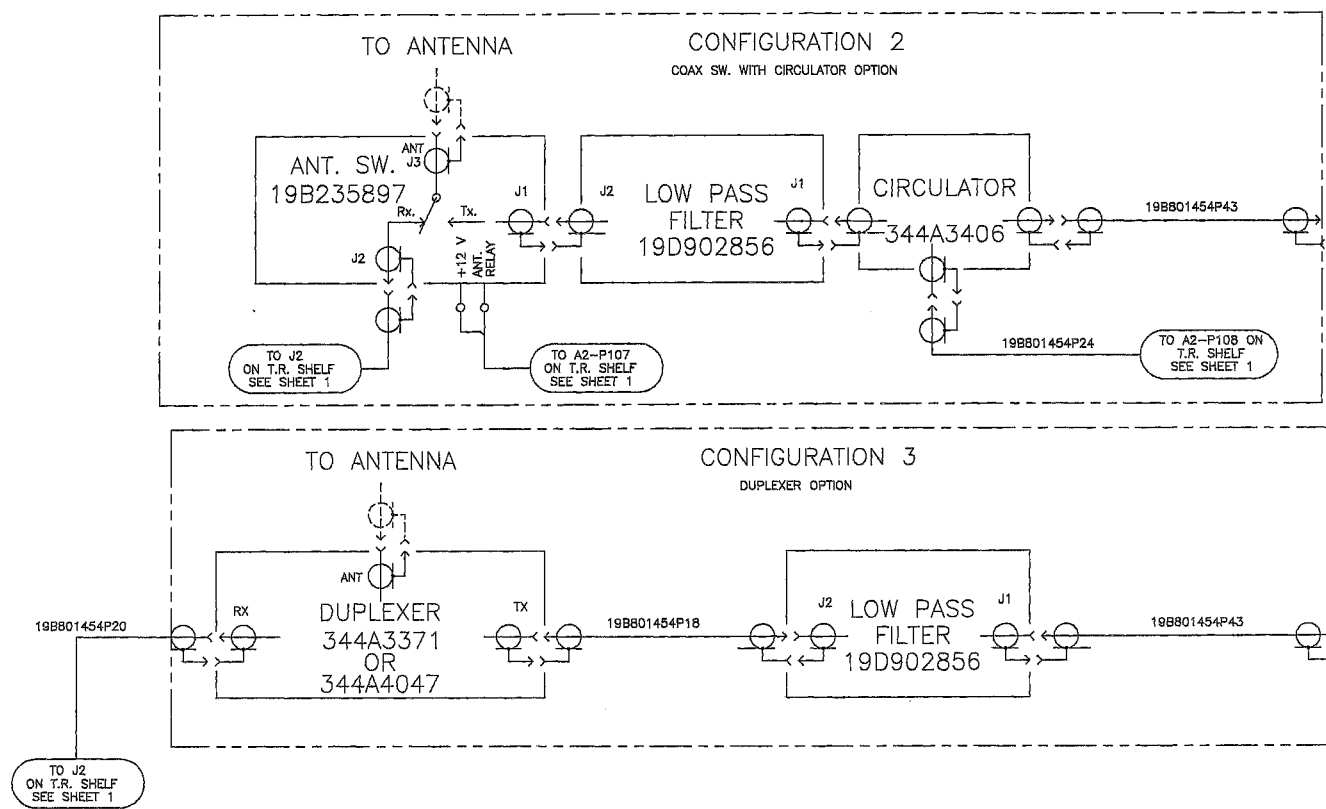 TO ANTENNA
CONFIGURATION 2
COAX SW. WITH CIRCULATOR OPTION
ANT
J3
ANT. SW.
19B235897
Rx.
Tx.
J1
J2
+12 V
ANT.
RELAY
J2
LOW PASS
FILTER
19D902856
J1
CIRCULATOR
344A3406
19B801454P43
TO J2
ON T.R. SHELF
SEE SHEET 1
TO A2-P107
ON T.R. SHELF
SEE SHEET 1
19B801454P24
TO A2-P108 ON
T.R. SHELF
SEE SHEET 1
TO ANTENNA
CONFIGURATION 3
DUPLEXER OPTION
ANT
19B801454P20
RX
DUPLEXER
344A3371
OR
344A4047
TX
19B801454P18
J2
LOW PASS
FILTER
19D902856
J1
19B801454P43
TO J2
ON T.R. SHELF
SEE SHEET 1